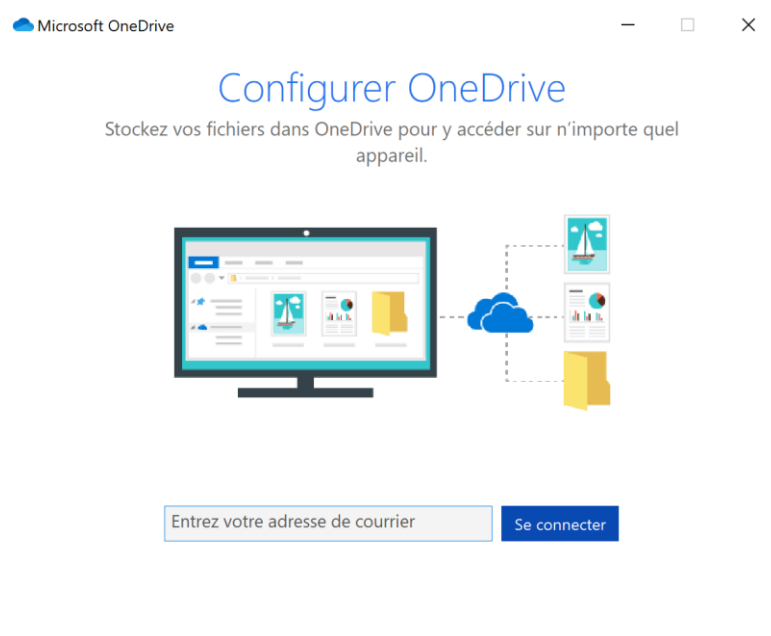 Microsoft OneDrive
Configurer OneDrive
Stockez vos fichiers dans OneDrive pour y accéder sur n’importe quel
appareil.
Entrez votre adresse de courrier
Se connecter